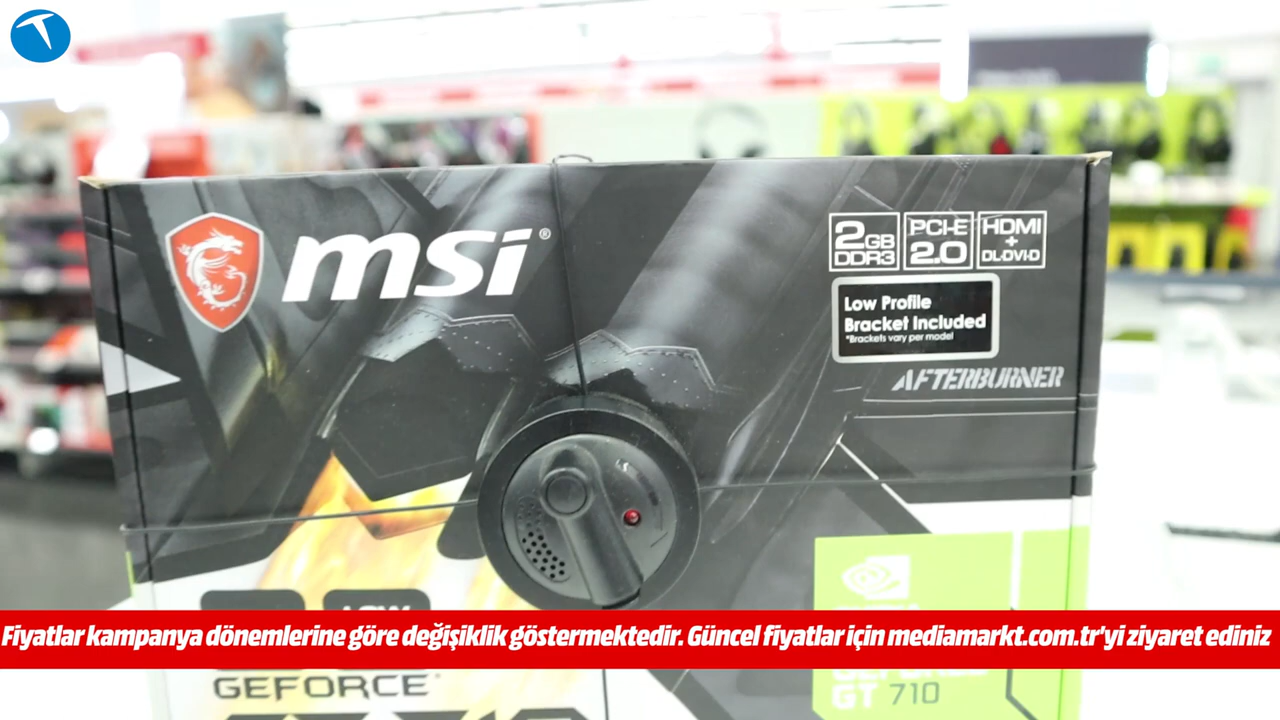 msi®
2GB DDR3
PCI-E 2.0
HDMI + DL-DVI-D
Low Profile
Bracket Included
*Brackets vary per model
AFTERBURNER
Fiyatlar kampanya dönemlerine göre değişiklik göstermektedir. Güncel fiyatlar için mediamarkt.com.tr'yi ziyaret ediniz
GEFORCE®
GT 710